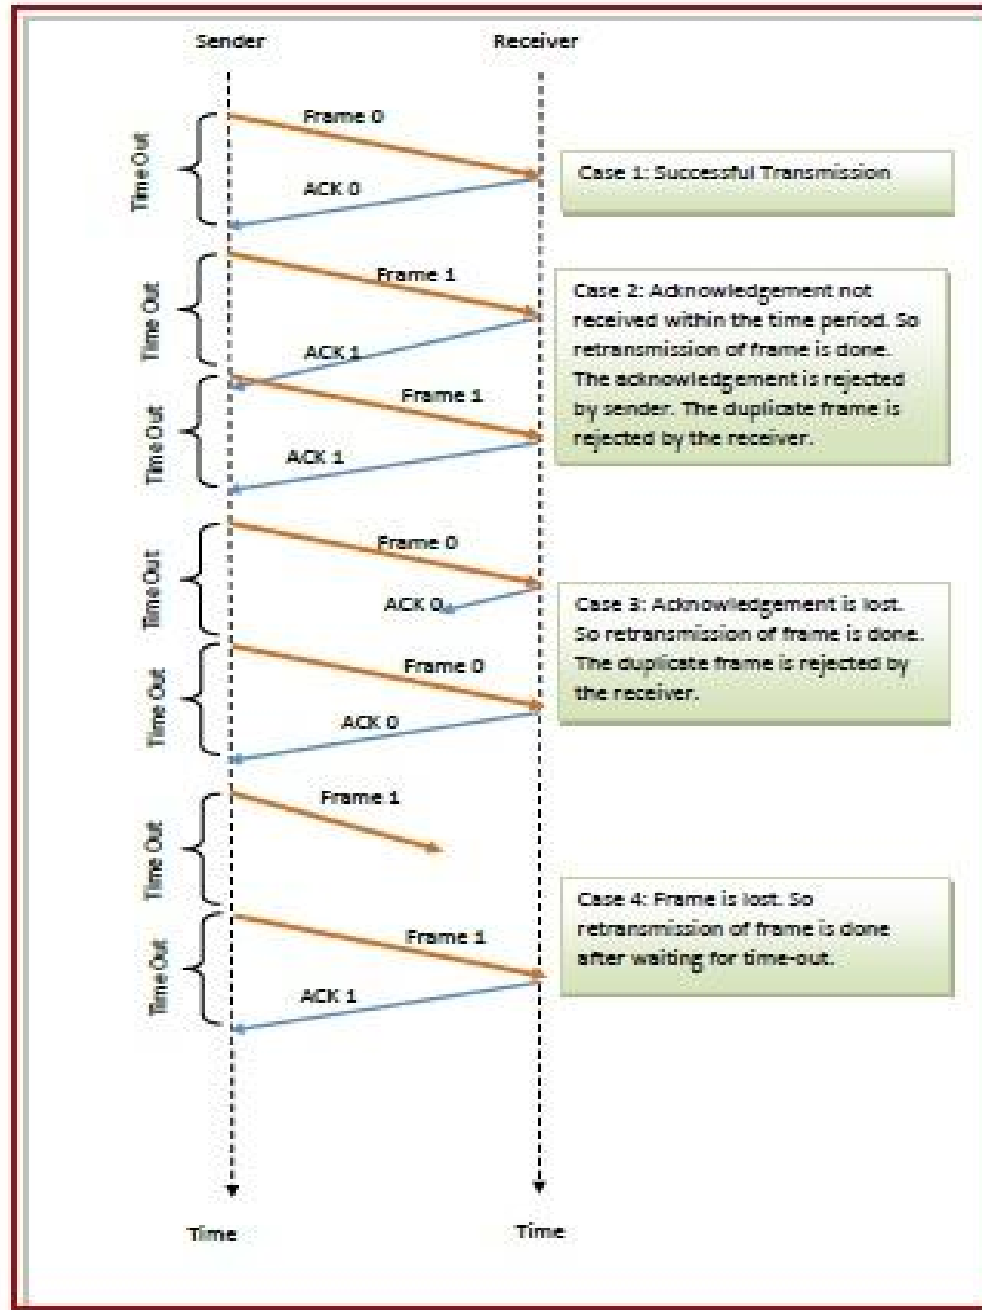 Sender
Receiver
Frame 0
Time Out
ACK 0
Case 1: Successful Transmission
Frame 1
Time Out
ACK 1
Case 2: Acknowledgement not
received within the time period. So
retransmission of frame is done.
The acknowledgement is rejected
by sender. The duplicate frame is
rejected by the receiver.
Frame 1
Time Out
ACK 1
Frame 0
Time Out
ACK 0
Case 3: Acknowledgement is lost.
So retransmission of frame is done.
The duplicate frame is rejected by
the receiver.
Frame 0
Time Out
ACK 0
Frame 1
Time Out
Case 4: Frame is lost. So
retransmission of frame is done
after waiting for time-out.
Frame 1
Time Out
ACK 1
Time
Time